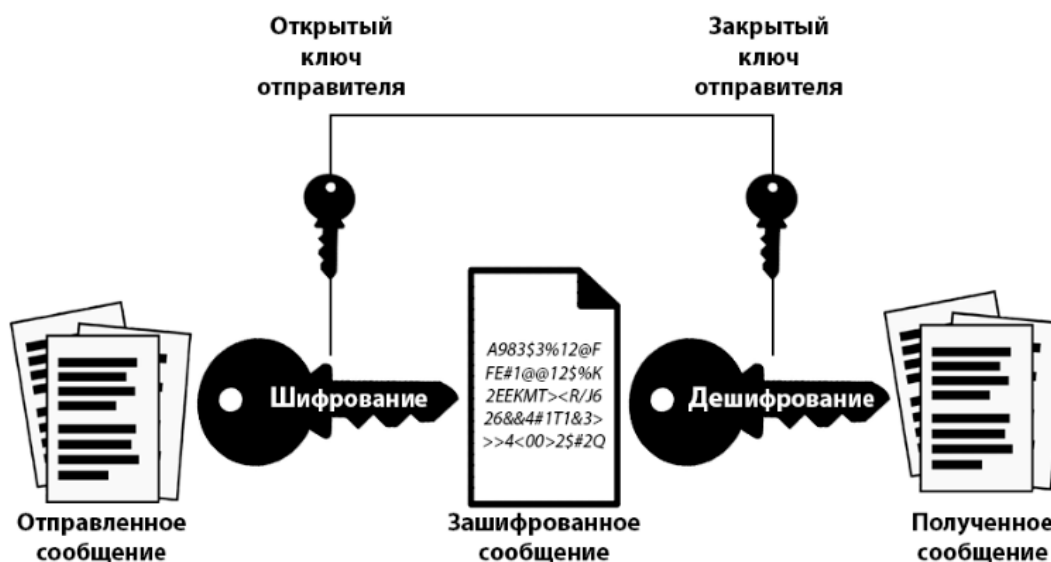 Открытый
ключ
отправителя
Закрытый
ключ
отправителя
Шифрование
A983$3%12@F
FE#1@@12$%K
2EEKMT><R/J6
26&&4#1T1&3>
>>4<00>2$#2Q
Дешифрование
Отправленное
сообщение
Зашифрованное
сообщение
Полученное
сообщение